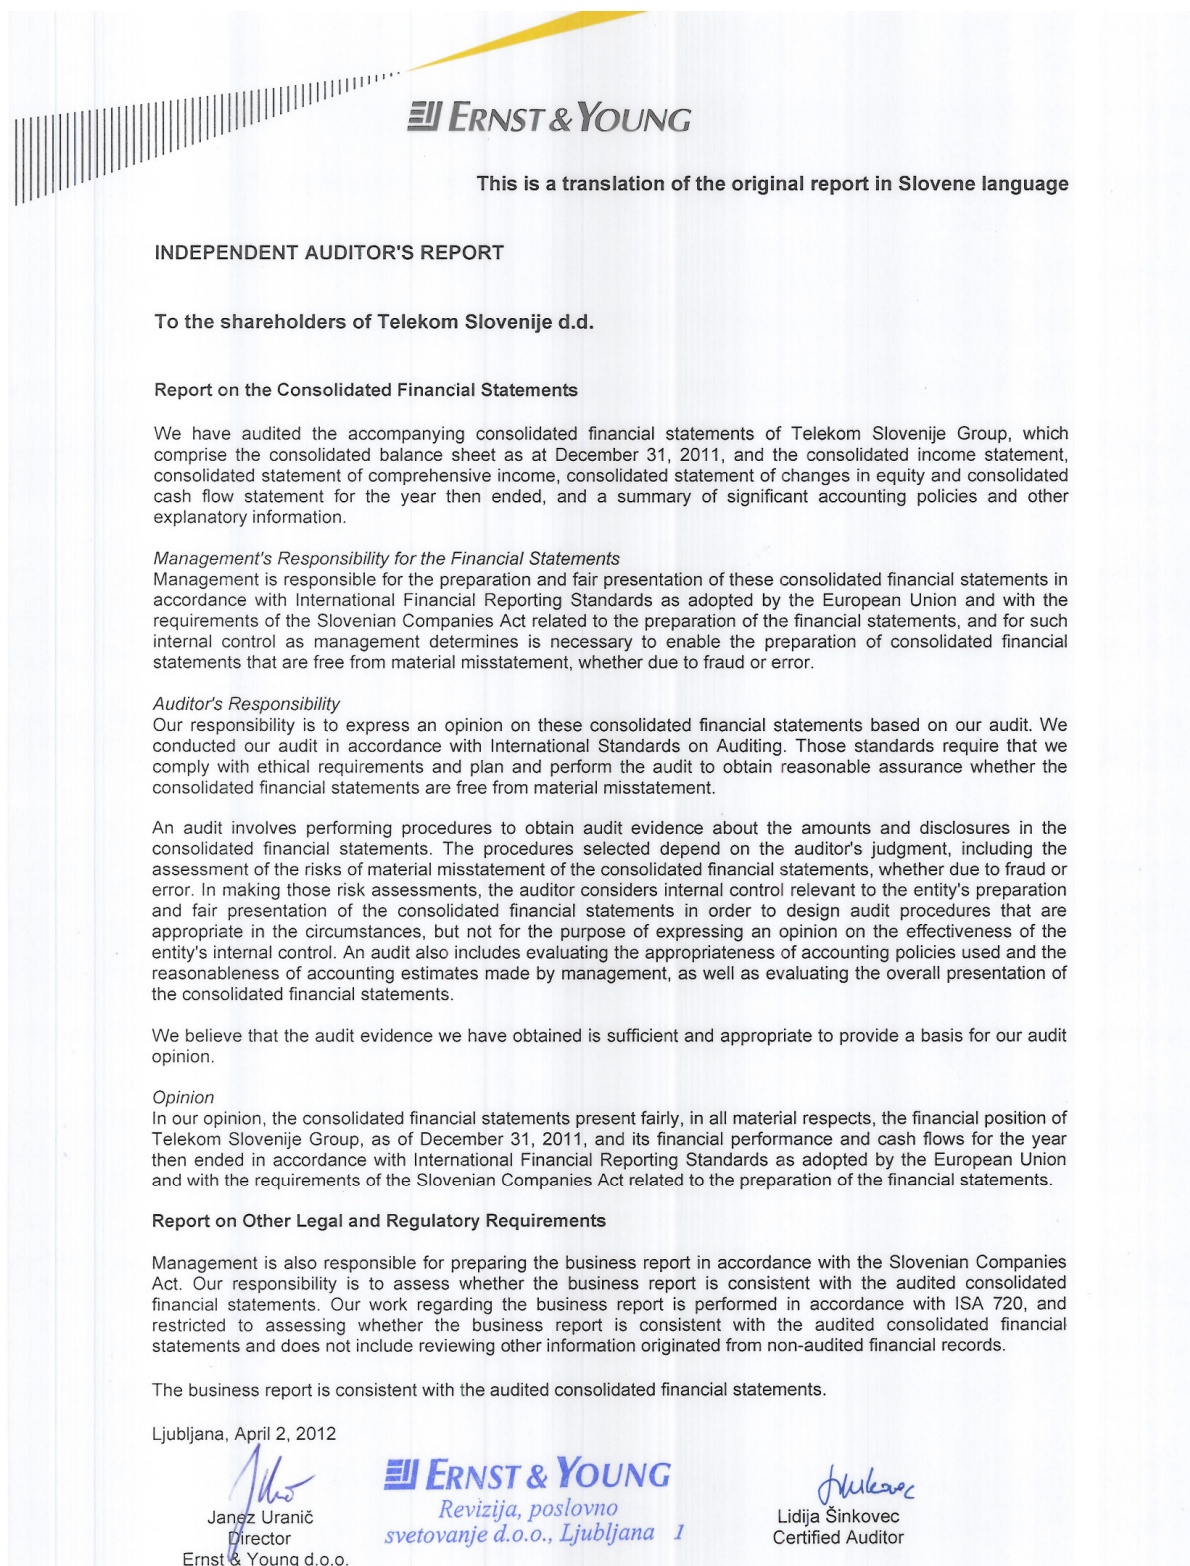 ERNST & YOUNG
This is a translation of the original report in Slovene language
INDEPENDENT AUDITOR'S REPORT
To the shareholders of Telekom Slovenije d.d.
Report on the Consolidated Financial Statements
We have audited the accompanying consolidated financial statements of Telekom Slovenije Group, which
comprise the consolidated balance sheet as at December 31, 2011, and the consolidated income statement,
consolidated statement of comprehensive income, consolidated statement of changes in equity and consolidated
cash flow statement for the year then ended, and a summary of significant accounting policies and other
explanatory information.
Management's Responsibility for the Financial Statements
Management is responsible for the preparation and fair presentation of these consolidated financial statements in
accordance with International Financial Reporting Standards as adopted by the European Union and with the
requirements of the Slovenian Companies Act related to the preparation of the financial statements, and for such
internal control as management determines is necessary to enable the preparation of consolidated financial
statements that are free from material misstatement, whether due to fraud or error.
Auditor's Responsibility
Our responsibility is to express an opinion on these consolidated financial statements based on our audit. We
conducted our audit in accordance with International Standards on Auditing. Those standards require that we
comply with ethical requirements and plan and perform the audit to obtain reasonable assurance whether the
consolidated financial statements are free from material misstatement.
An audit involves performing procedures to obtain audit evidence about the amounts and disclosures in the
consolidated financial statements. The procedures selected depend on the auditor's judgment, including the
assessment of the risks of material misstatement of the consolidated financial statements, whether due to fraud or
error. In making those risk assessments, the auditor considers internal control relevant to the entity's preparation
and fair presentation of the consolidated financial statements in order to design audit procedures that are
appropriate in the circumstances, but not for the purpose of expressing an opinion on the effectiveness of the
entity's internal control. An audit also includes evaluating the appropriateness of accounting policies used and the
reasonableness of accounting estimates made by management, as well as evaluating the overall presentation of
the consolidated financial statements.
We believe that the audit evidence we have obtained is sufficient and appropriate to provide a basis for our audit
opinion.
Opinion
In our opinion, the consolidated financial statements present fairly, in all material respects, the financial position of
Telekom Slovenije Group, as of December 31, 2011, and its financial performance and cash flows for the year
then ended in accordance with International Financial Reporting Standards as adopted by the European Union
and with the requirements of the Slovenian Companies Act related to the preparation of the financial statements.
Report on Other Legal and Regulatory Requirements
Management is also responsible for preparing the business report in accordance with the Slovenian Companies
Act. Our responsibility is to assess whether the business report is consistent with the audited consolidated
financial statements. Our work regarding the business report is performed in accordance with ISA 720, and
restricted to assessing whether the business report is consistent with the audited consolidated financial
statements and does not include reviewing other information originated from non-audited financial records.
The business report is consistent with the audited consolidated financial statements.
Ljubljana, April 2, 2012
Janez Uranič
Director
Ernst & Young d.o.o.
ERNST & YOUNG
Revizija, poslovno
svetovanje d.o.o., Ljubljana 1
Lidija Šinkovec
Certified Auditor